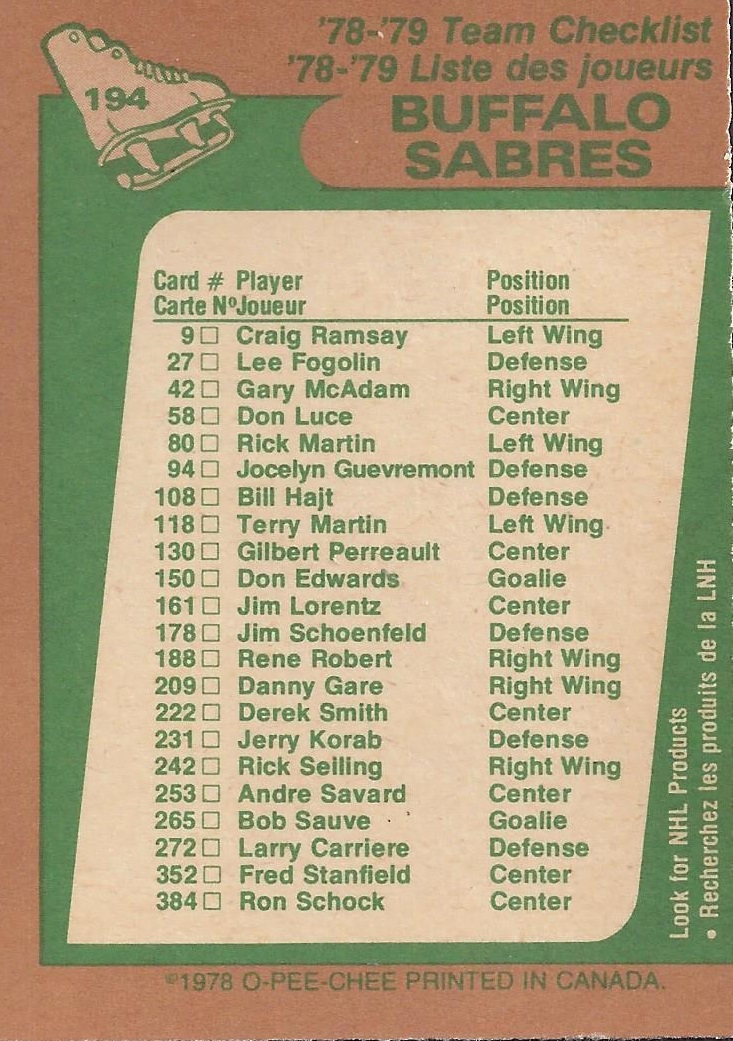 '78-'79 Team Checklist
'78-'79 Liste des joueurs
194
BUFFALO
SABRES
Card # Player Position
Carte Nº Joueur Position
9 □ Craig Ramsay Left Wing
27 □ Lee Fogolin Defense
42 □ Gary McAdam Right Wing
58 □ Don Luce Center
80 □ Rick Martin Left Wing
94 □ Jocelyn Guevremont Defense
108 □ Bill Hajt Defense
118 □ Terry Martin Left Wing
130 □ Gilbert Perreault Center
150 □ Don Edwards Goalie
161 □ Jim Lorentz Center
178 □ Jim Schoenfeld Defense
188 □ Rene Robert Right Wing
209 □ Danny Gare Right Wing
222 □ Derek Smith Center
231 □ Jerry Korab Defense
242 □ Rick Seiling Right Wing
253 □ Andre Savard Center
265 □ Bob Sauve Goalie
272 □ Larry Carriere Defense
352 □ Fred Stanfield Center
384 □ Ron Schock Center
Look for NHL Products
• Recherchez les produits de la LNH
©1978 O-PEE-CHEE PRINTED IN CANADA.